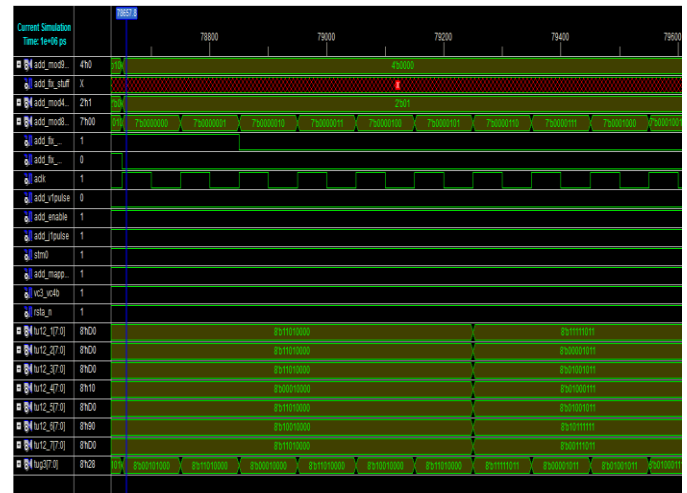 78657.8
Current Simulation
Time: 1e+06 ps
78800 79000 79200 79400 79600
add_mod9... 4'h0 4'b0000
add_fix_stuff X X
add_mod4... 2'h1 2'b01
add_mod8... 7'h00 7'b0000000 7'b0000001 7'b0000010 7'b0000011 7'b0000100 7'b0000101 7'b0000110 7'b0000111 7'b0001000 7'b0001001
add_fix_... 1
add_fix_... 0
aclk 1
add_v1pulse 0
add_enable 1
add_j1pulse 1
stm0 1
add_mapp... 1
vc3_vc4b 1
rsta_n 1
tu12_1[7:0] 8'hD0 8'b11010000 8'b11111011
tu12_2[7:0] 8'hD0 8'b11010000 8'b00001011
tu12_3[7:0] 8'hD0 8'b11010000 8'b01001011
tu12_4[7:0] 8'h10 8'b00010000 8'b01000111
tu12_5[7:0] 8'hD0 8'b11010000 8'b01001011
tu12_6[7:0] 8'h90 8'b10010000 8'b10111111
tu12_7[7:0] 8'hD0 8'b11010000 8'b00111011
tug3[7:0] 8'h28 8'b00101000 8'b11010000 8'b00010000 8'b11010000 8'b10010000 8'b11010000 8'b11111011 8'b00001011 8'b01001011